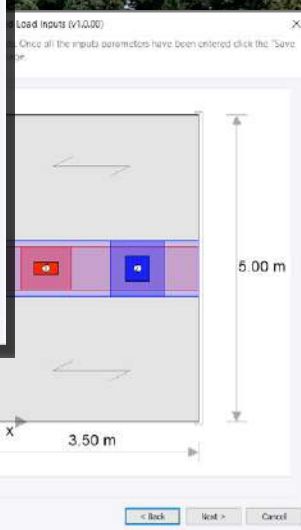 d Load Inputs (v1.0.00)
Once all the inputs parameters have been entered click the "Save
5.00 m
x
3.50 m
< Back
Next >
Cancel